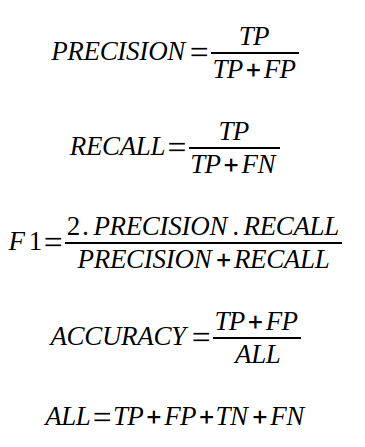 PRECISION = TP / TP+FP
RECALL = TP / TP+FN
F1 = 2 . PRECISION . RECALL / PRECISION+RECALL
ACCURACY = TP+FP / ALL
ALL = TP+FP+TN+FN